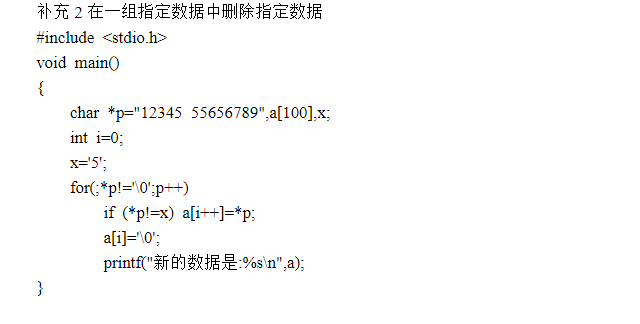 补充 2 在一组指定数据中删除指定数据
#include <stdio.h>
void main()
{
char *p="12345 55656789",a[100],x;
int i=0;
x='5';
for(;*p!='\0';p++)
if (*p!=x) a[i++]=*p;
a[i]='\0';
printf("新的数据是:%s\n",a);
}